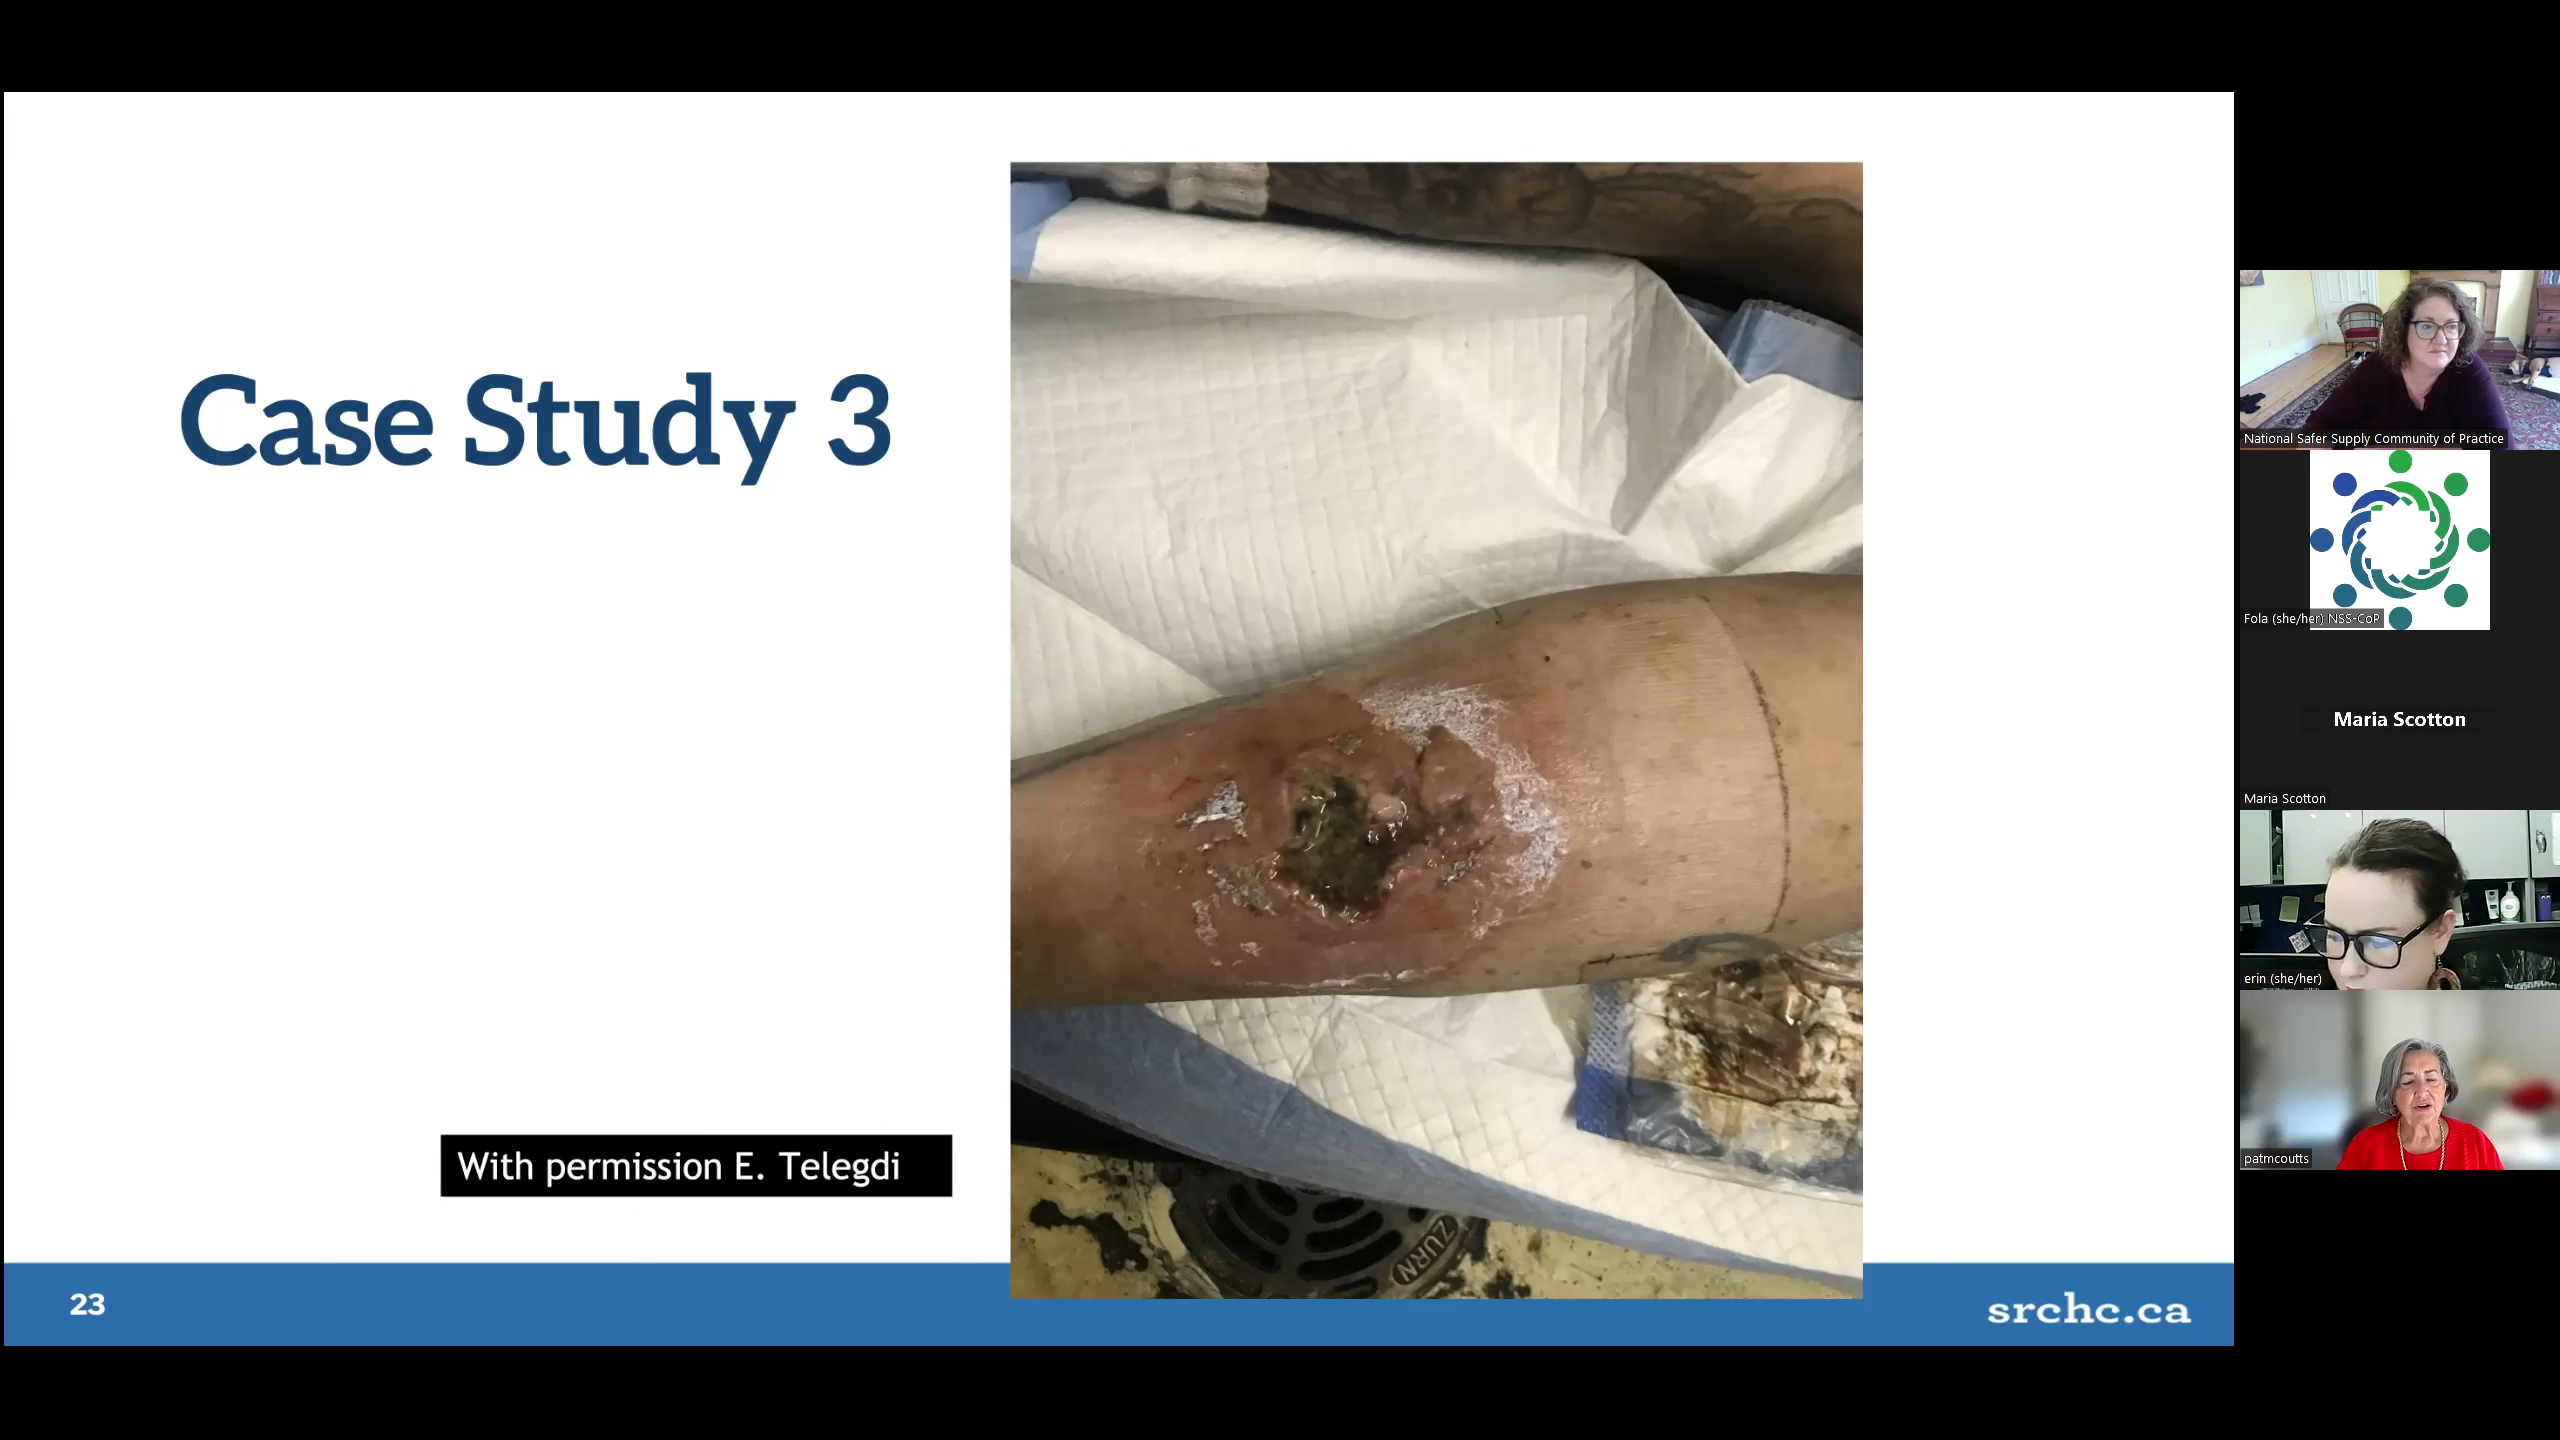 Case Study 3
With permission E. Telegdi
ZURN
23
srchc.ca
National Safer Supply Community of Practice
Fola (she/her) NSS-CoP
Maria Scotton
Maria Scotton
erin (she/her)
patmcoutts